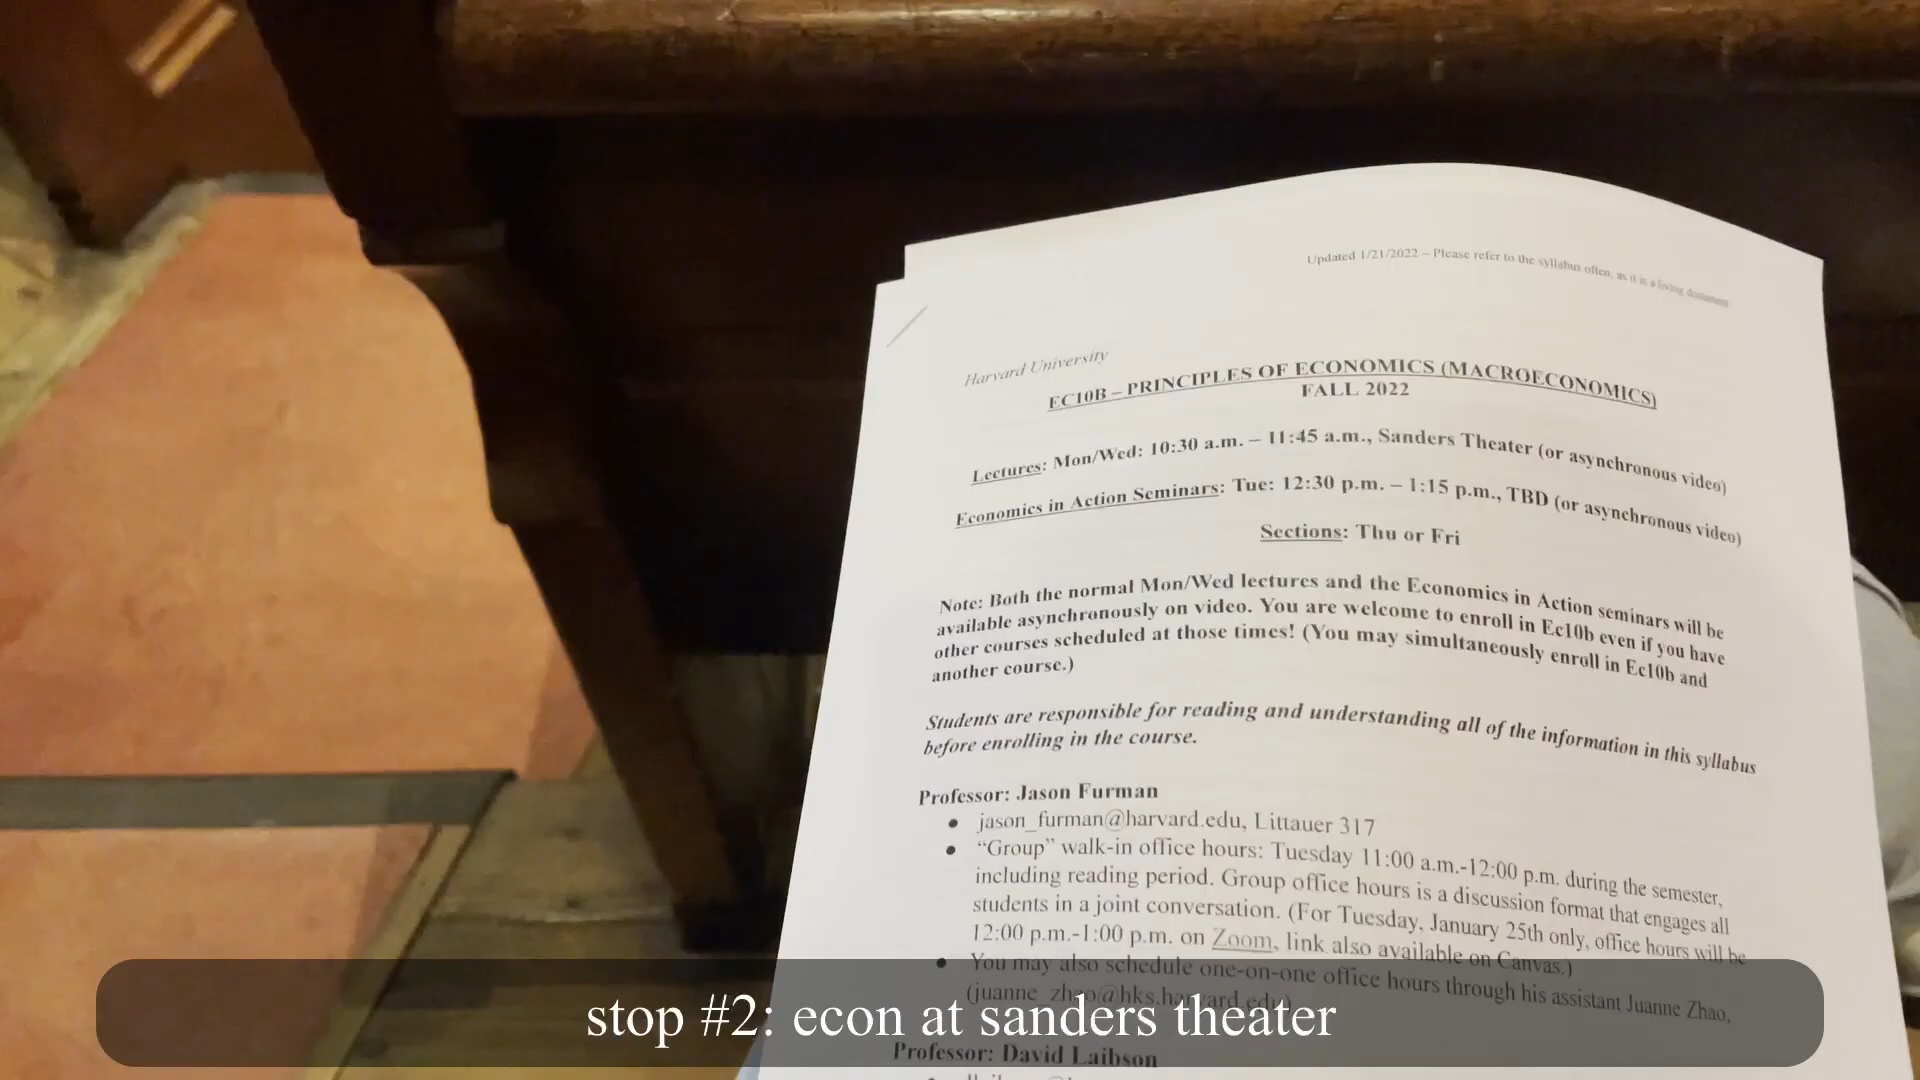 Updated 1/21/2022 – Please refer to the syllabus often, as it is a living document
Harvard University
EC10B – PRINCIPLES OF ECONOMICS (MACROECONOMICS)
FALL 2022
Lectures: Mon/Wed: 10:30 a.m. – 11:45 a.m., Sanders Theater (or asynchronous video)
Economics in Action Seminars: Tue: 12:30 p.m. – 1:15 p.m., TBD (or asynchronous video)
Sections: Thu or Fri
Note: Both the normal Mon/Wed lectures and the Economics in Action seminars will be
available asynchronously on video. You are welcome to enroll in Ec10b even if you have
other courses scheduled at those times! (You may simultaneously enroll in Ec10b and
another course.)
Students are responsible for reading and understanding all of the information in this syllabus
before enrolling in the course.
Professor: Jason Furman
● jason_furman@harvard.edu, Littauer 317
● “Group” walk-in office hours: Tuesday 11:00 a.m.-12:00 p.m. during the semester,
including reading period. Group office hours is a discussion format that engages all
students in a joint conversation. (For Tuesday, January 25th only, office hours will be
12:00 p.m.-1:00 p.m. on Zoom, link also available on Canvas.)
● You may also schedule one-on-one office hours through his assistant Juanne Zhao,
(juanne_zhao@hks.harvard.edu)
stop #2: econ at sanders theater
Professor: David Laibson